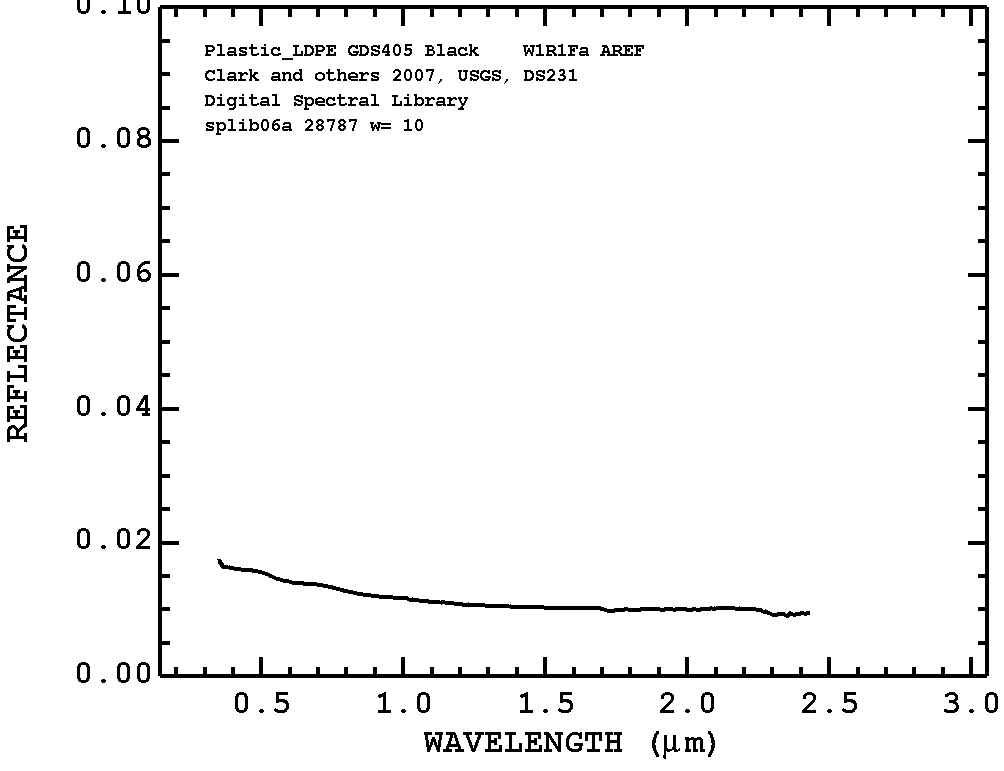 0.10
Plastic_LDPE GDS405 Black W1R1Fa AREF
Clark and others 2007, USGS, DS231
Digital Spectral Library
splib06a 28787 w= 10
0.08
0.06
REFLECTANCE
0.04
0.02
0.00
0.5 1.0 1.5 2.0 2.5 3.0
WAVELENGTH (μm)